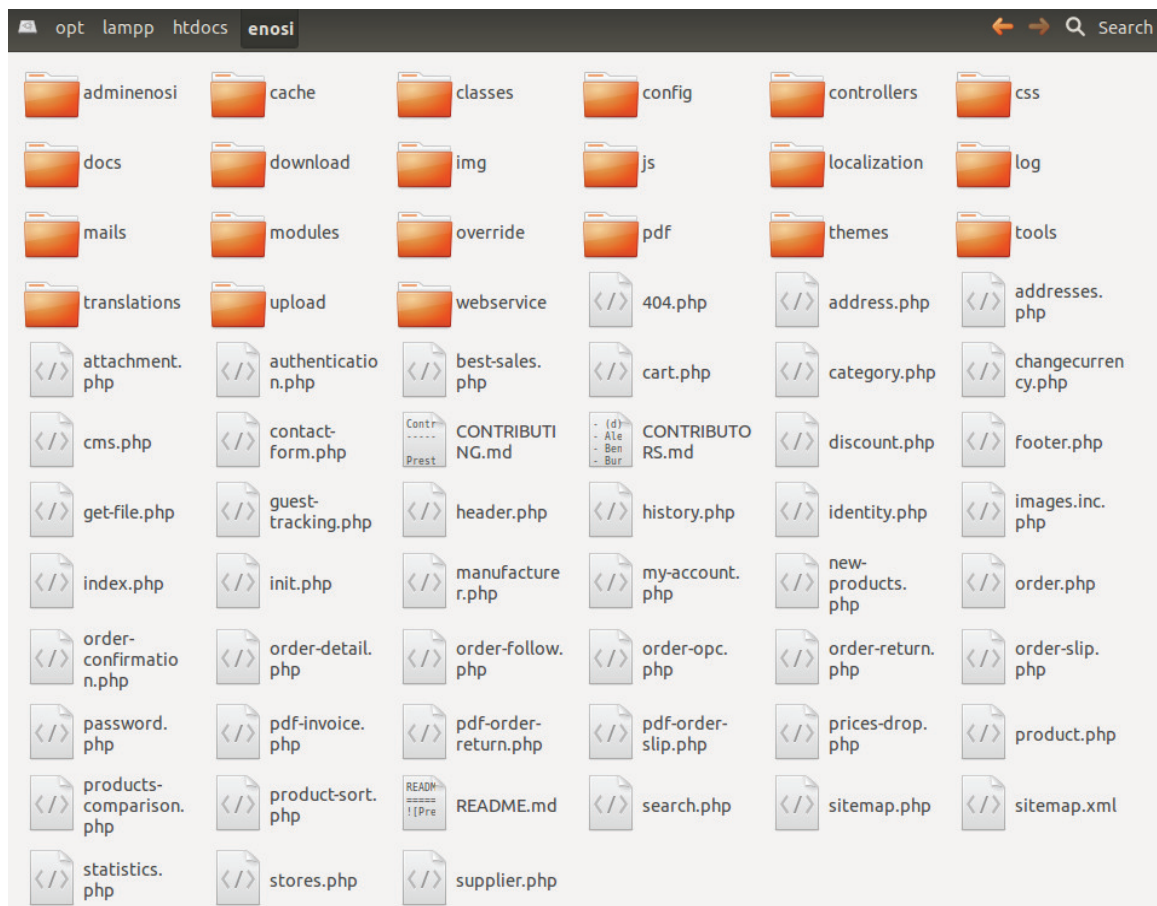 opt lampp htdocs enosi Search
adminenosi
cache
classes
config
controllers
css
docs
download
img
js
localization
log
mails
modules
override
pdf
themes
tools
translations
upload
webservice
404.php
address.php
addresses.
php
attachment.
php
authenticatio
n.php
best-sales.
php
cart.php
category.php
changecurren
cy.php
cms.php
contact-
form.php
Contr
-----
Prest
CONTRIBUTI
NG.md
- (d)
- Ale
- Ben
- Bur
CONTRIBUTO
RS.md
discount.php
footer.php
get-file.php
guest-
tracking.php
header.php
history.php
identity.php
images.inc.
php
index.php
init.php
manufacture
r.php
my-account.
php
new-
products.
php
order.php
order-
confirmatio
n.php
order-detail.
php
order-follow.
php
order-opc.
php
order-return.
php
order-slip.
php
password.
php
pdf-invoice.
php
pdf-order-
return.php
pdf-order-
slip.php
prices-drop.
php
product.php
products-
comparison.
php
product-sort.
php
READM
=====
![Pre
README.md
search.php
sitemap.php
sitemap.xml
statistics.
php
stores.php
supplier.php